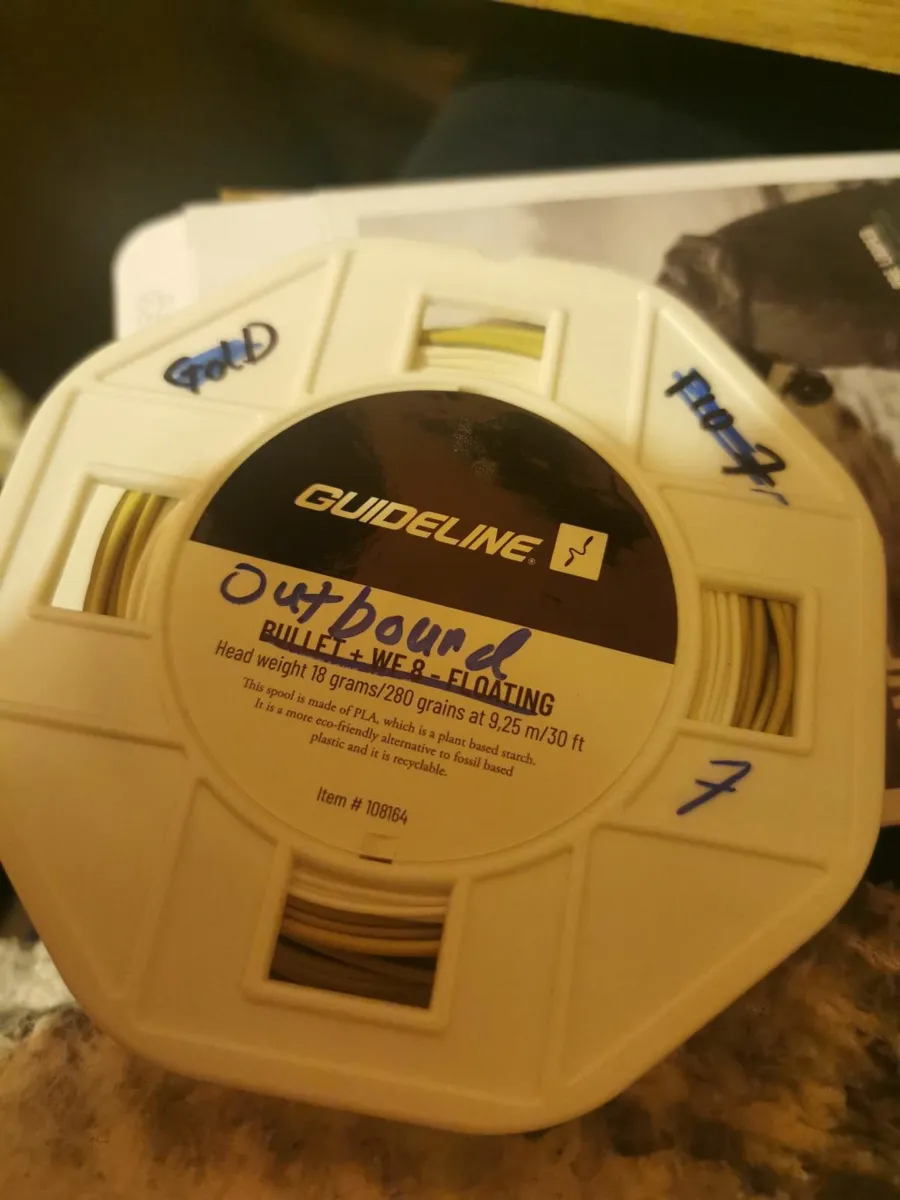 GolD
GUIDELINE®
Outbound
BULLET + WF 8 - FLOATING
Head weight 18 grams/280 grains at 9,25 m/30 ft
This spool is made of PLA, which is a plant based starch.
It is a more eco-friendly alternative to fossil based
plastic and it is recyclable.
Item # 108164
7